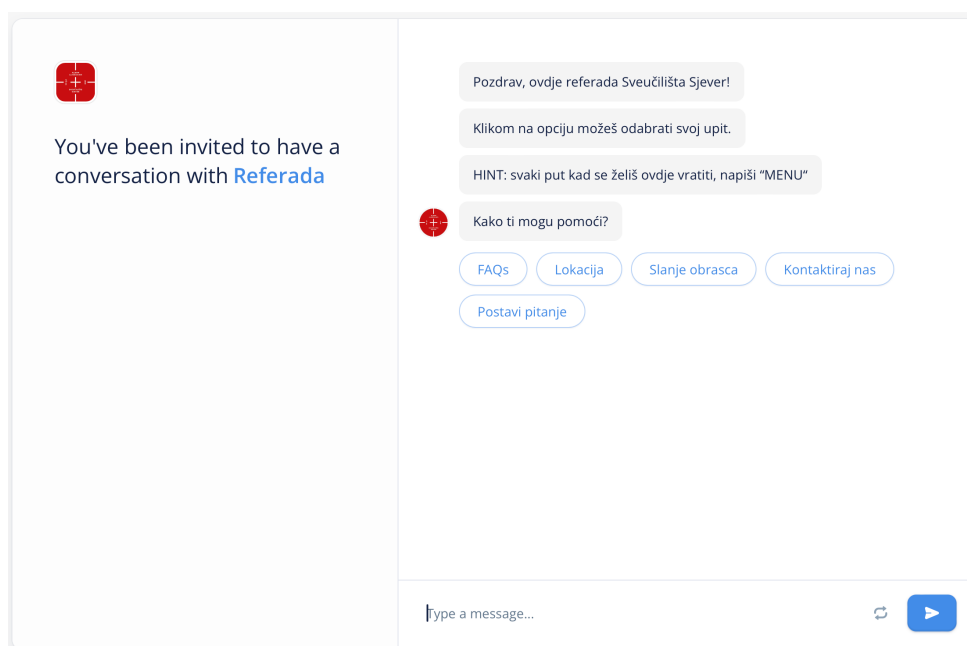 You've been invited to have a
conversation with Referada
Pozdrav, ovdje referada Sveučilišta Sjever!
Klikom na opciju možeš odabrati svoj upit.
HINT: svaki put kad se želiš ovdje vratiti, napiši “MENU“
Kako ti mogu pomoći?
FAQs
Lokacija
Slanje obrasca
Kontaktiraj nas
Postavi pitanje
Type a message...